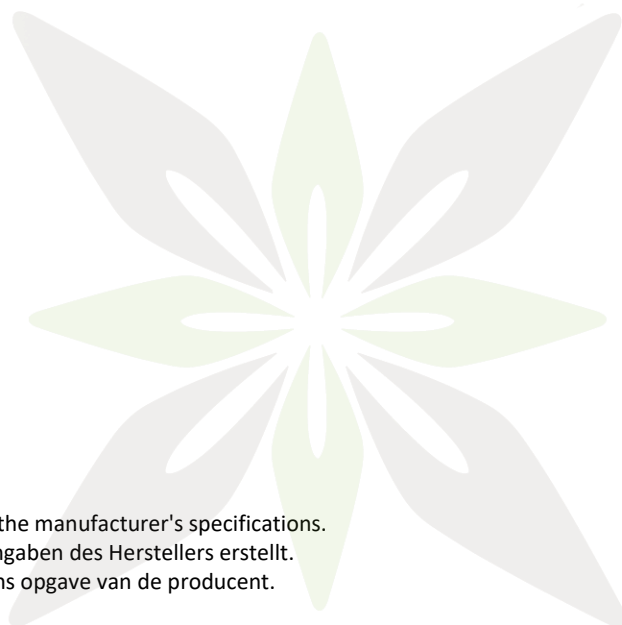 the manufacturer's specifications.
ngaben des Herstellers erstellt.
ns opgave van de producent.